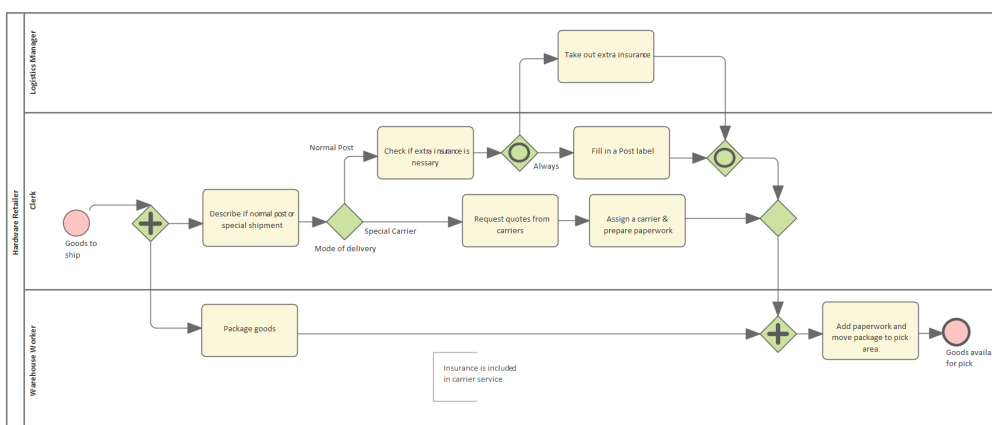 Hardware Retailer
Logistics Manager
Take out extra insurance
Clerk
Normal Post
Check if extra insurance is
nessary
Always
Fill in a Post label
Goods to
ship
Describe if normal post or
special shipment
Mode of delivery
Special Carrier
Request quotes from
carriers
Assign a carrier &
prepare paperwork
Warehouse Worker
Package goods
Insurance is included
in carrier service
Add paperwork and
move package to pick
area
Goods availa
for pick